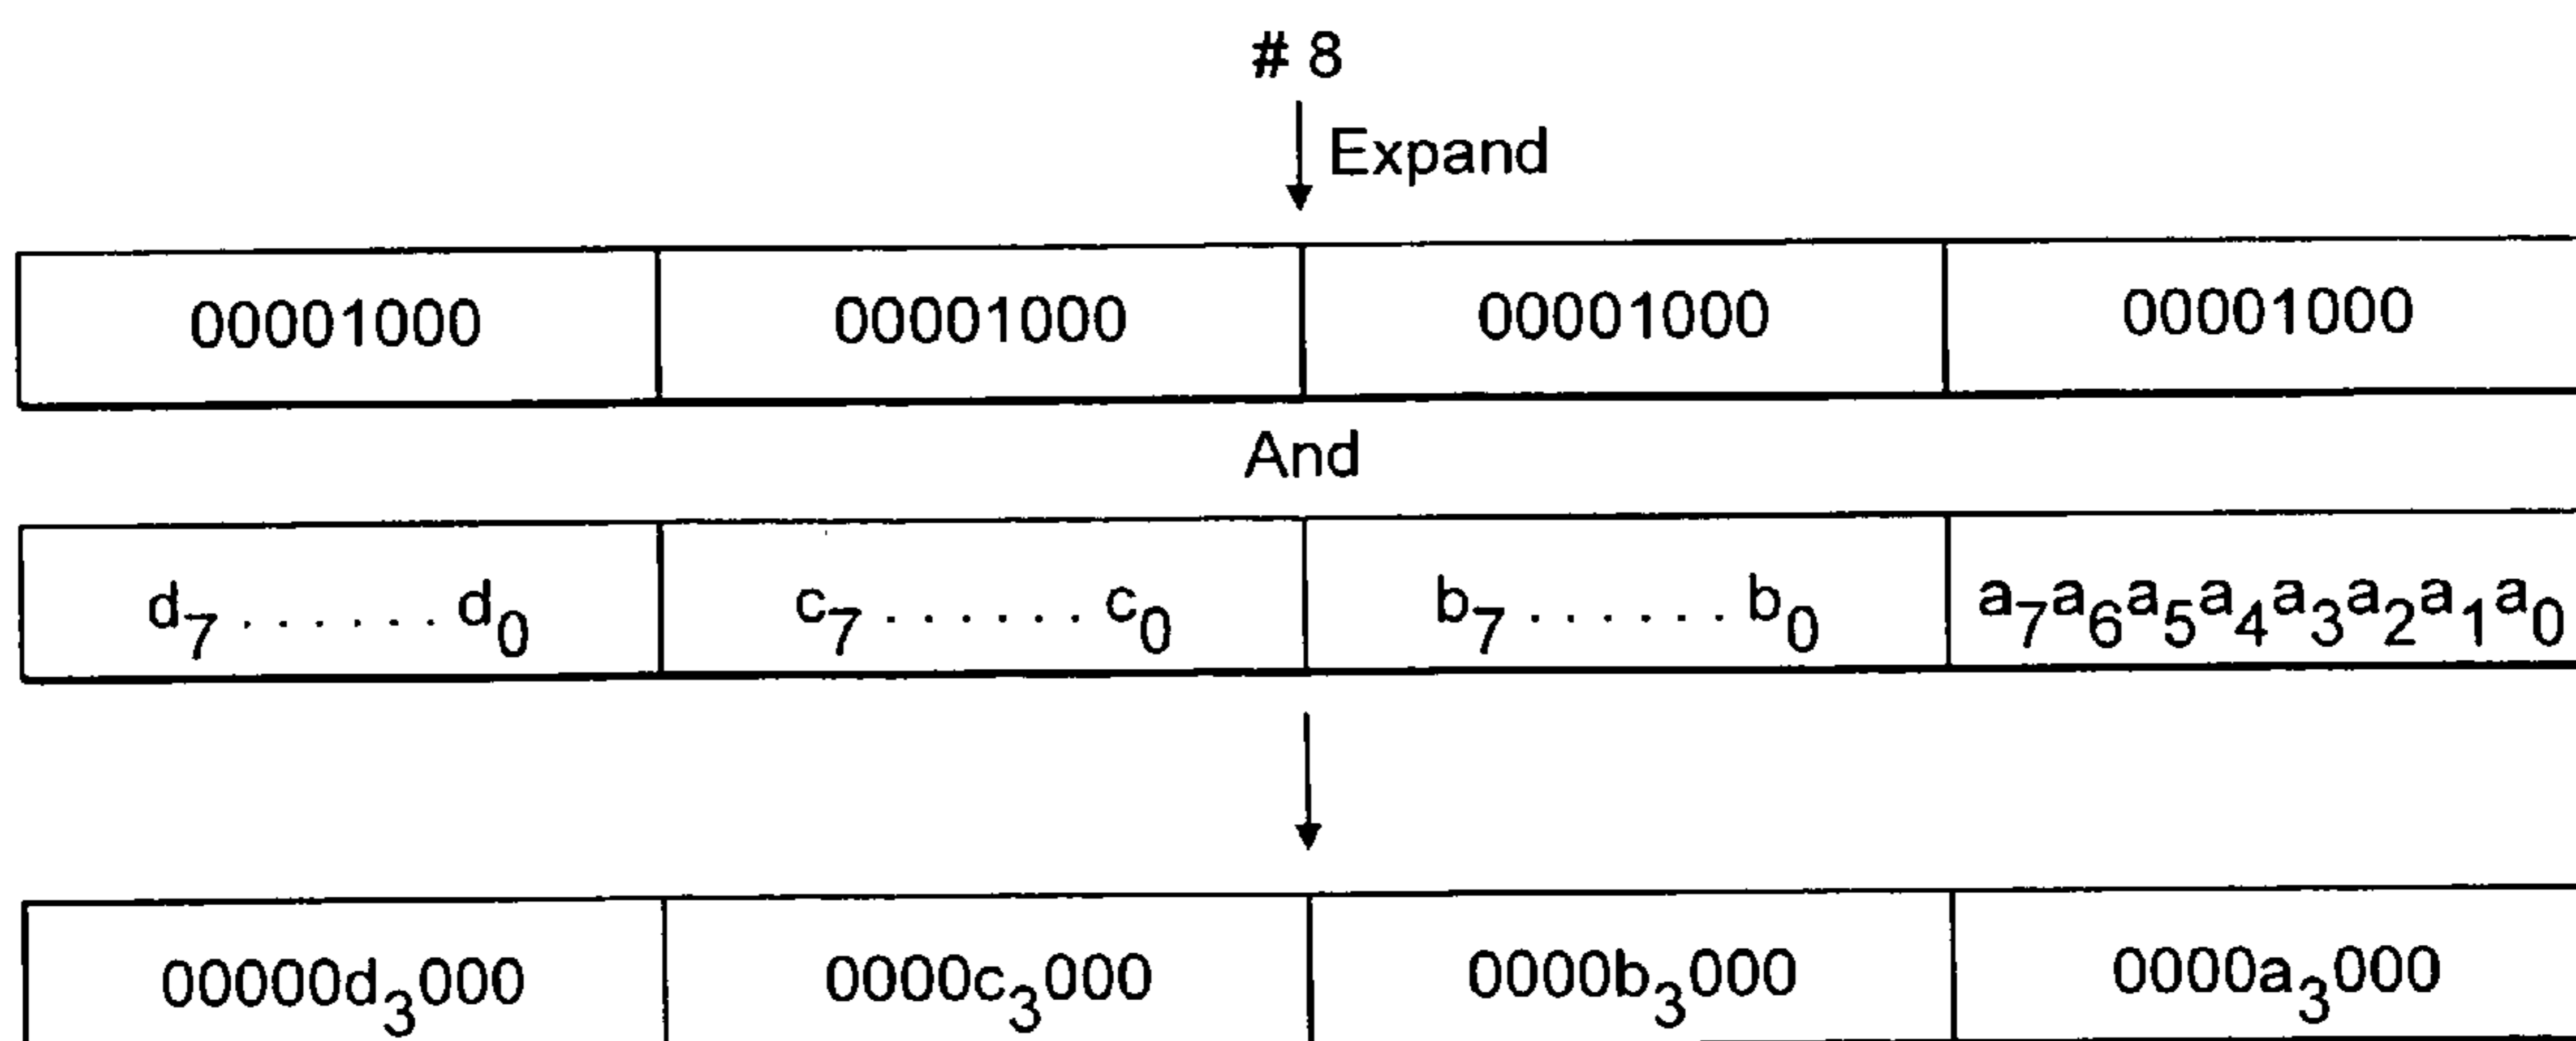 # 8
Expand
00001000 00001000 00001000 00001000
And
d₇ . . . . . . d₀ c₇ . . . . . . c₀ b₇ . . . . . . b₀ a₇a₆a₅a₄a₃a₂a₁a₀
00000d₃000 0000c₃000 0000b₃000 0000a₃000